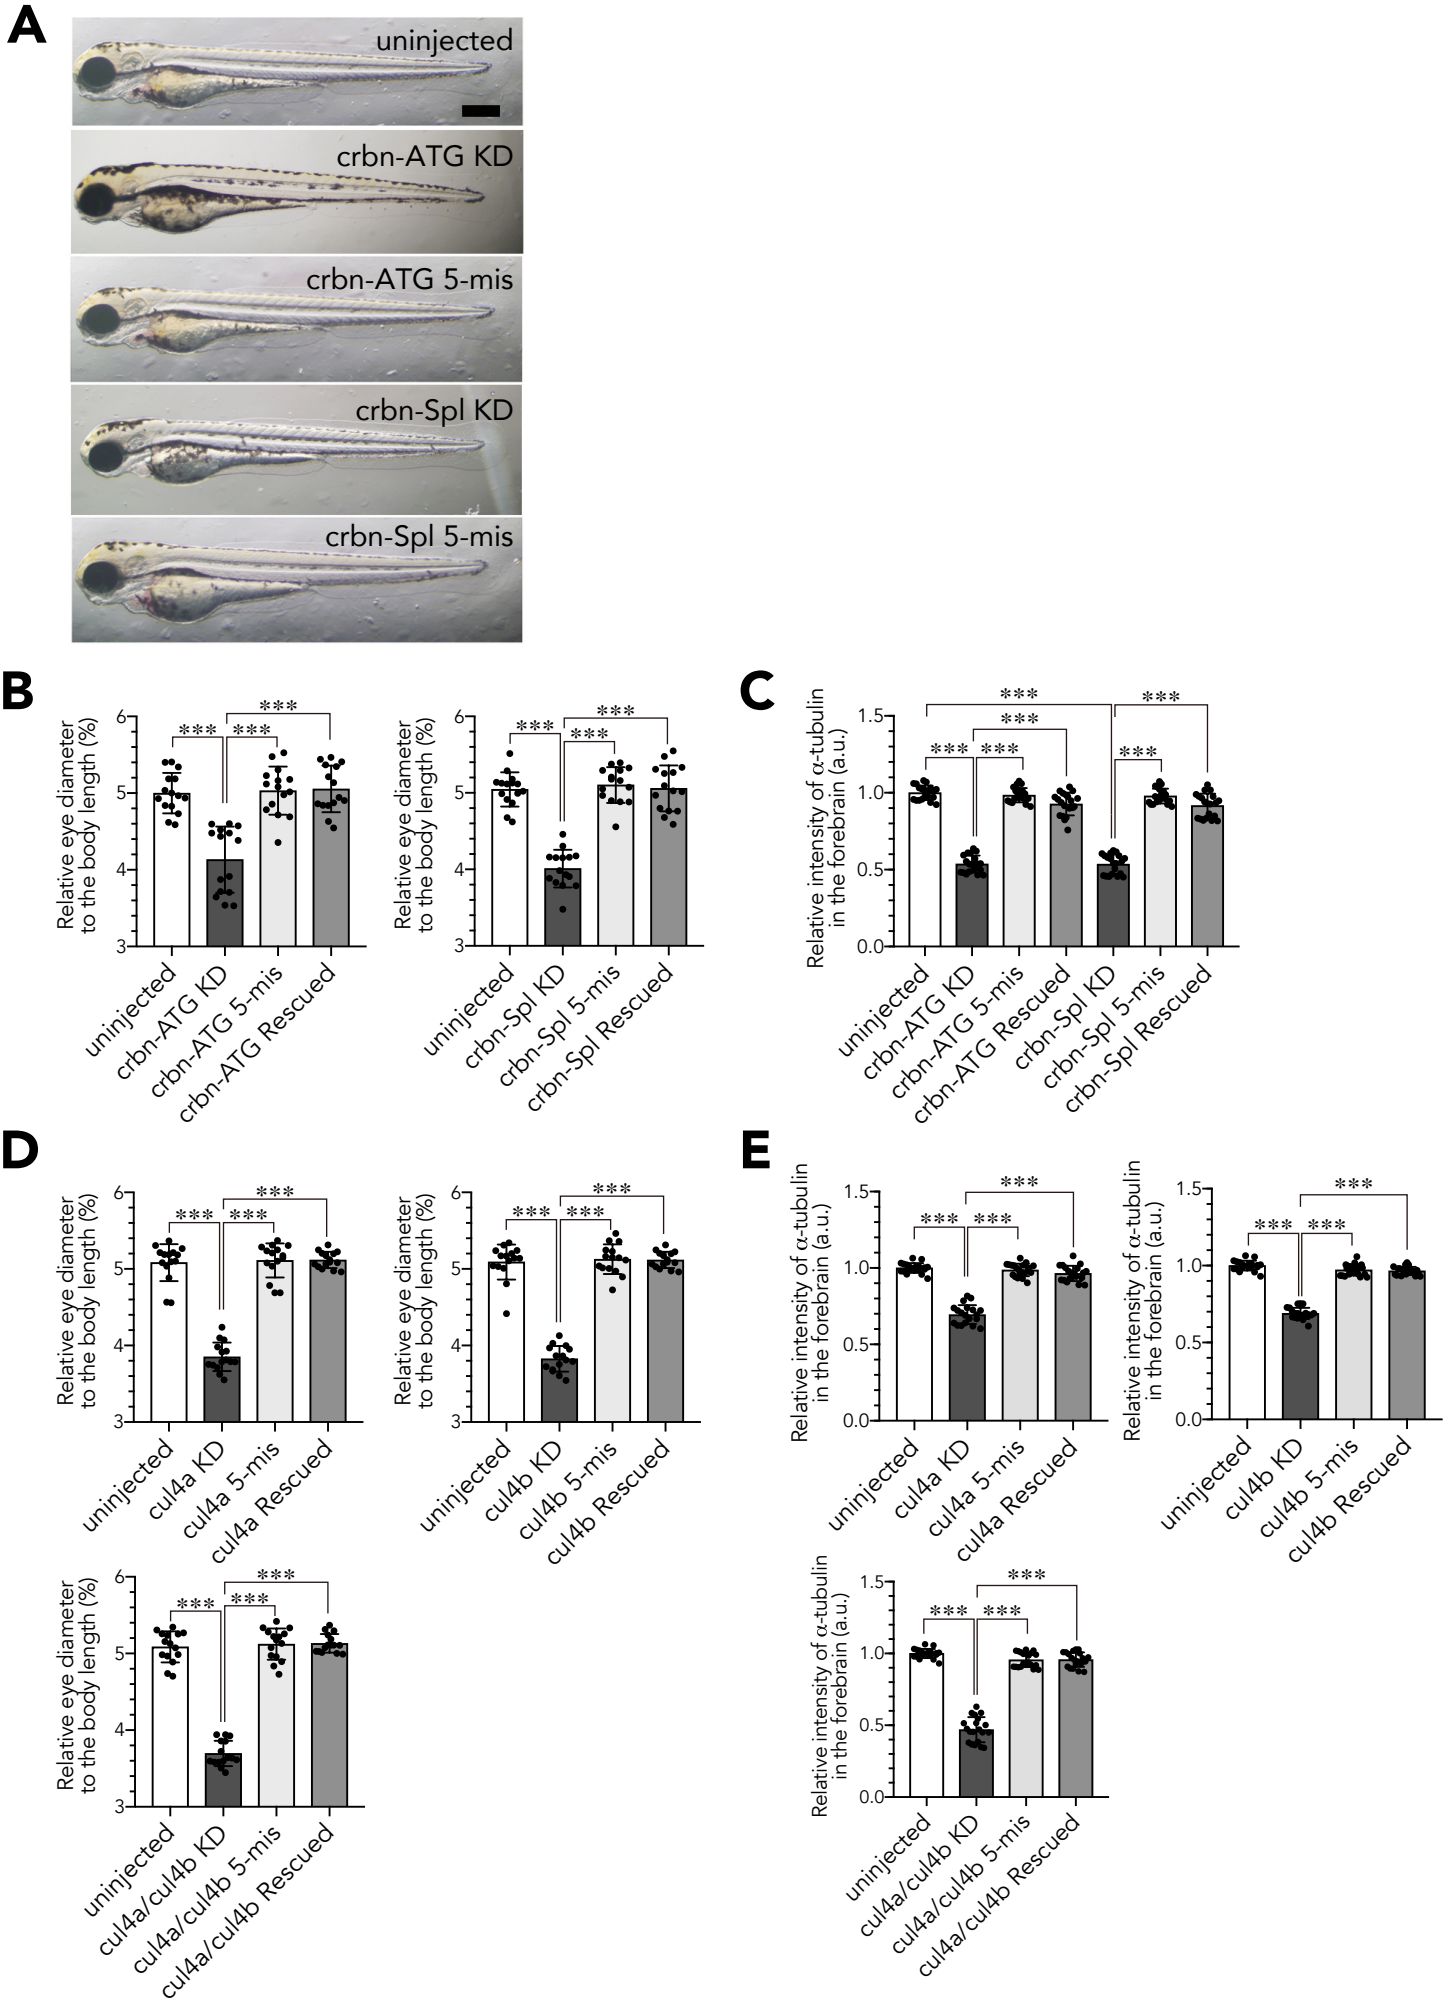 A
uninjected
crbn-ATG KD
crbn-ATG 5-mis
crbn-Spl KD
crbn-Spl 5-mis
B
Relative eye diameter
to the body length (%)
6
5
4
3
***
***
***
uninjected
crbn-ATG KD
crbn-ATG 5-mis
crbn-ATG Rescued
Relative eye diameter
to the body length (%)
6
5
4
3
***
***
***
uninjected
crbn-Spl KD
crbn-Spl 5-mis
crbn-Spl Rescued
C
Relative intensity of α-tubulin
in the forebrain (a.u.)
1.5
1.0
0.5
0.0
***
***
***
***
***
***
uninjected
crbn-ATG KD
crbn-ATG 5-mis
crbn-ATG Rescued
crbn-Spl KD
crbn-Spl 5-mis
crbn-Spl Rescued
D
Relative eye diameter
to the body length (%)
6
5
4
3
***
***
***
uninjected
cul4a KD
cul4a 5-mis
cul4a Rescued
Relative eye diameter
to the body length (%)
6
5
4
3
***
***
***
uninjected
cul4b KD
cul4b 5-mis
cul4b Rescued
Relative eye diameter
to the body length (%)
6
5
4
3
***
***
***
uninjected
cul4a/cul4b KD
cul4a/cul4b 5-mis
cul4a/cul4b Rescued
E
Relative intensity of α-tubulin
in the forebrain (a.u.)
1.5
1.0
0.5
0.0
***
***
***
uninjected
cul4a KD
cul4a 5-mis
cul4a Rescued
Relative intensity of α-tubulin
in the forebrain (a.u.)
1.5
1.0
0.5
0.0
***
***
***
uninjected
cul4b KD
cul4b 5-mis
cul4b Rescued
Relative intensity of α-tubulin
in the forebrain (a.u.)
1.5
1.0
0.5
0.0
***
***
***
uninjected
cul4a/cul4b KD
cul4a/cul4b 5-mis
cul4a/cul4b Rescued